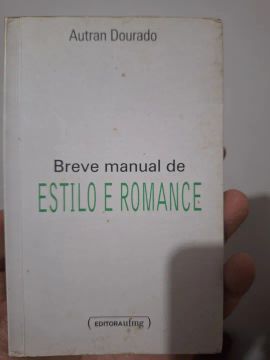 Autran Dourado
Breve manual de
ESTILO E ROMANCE
(EDITORA ufmg)